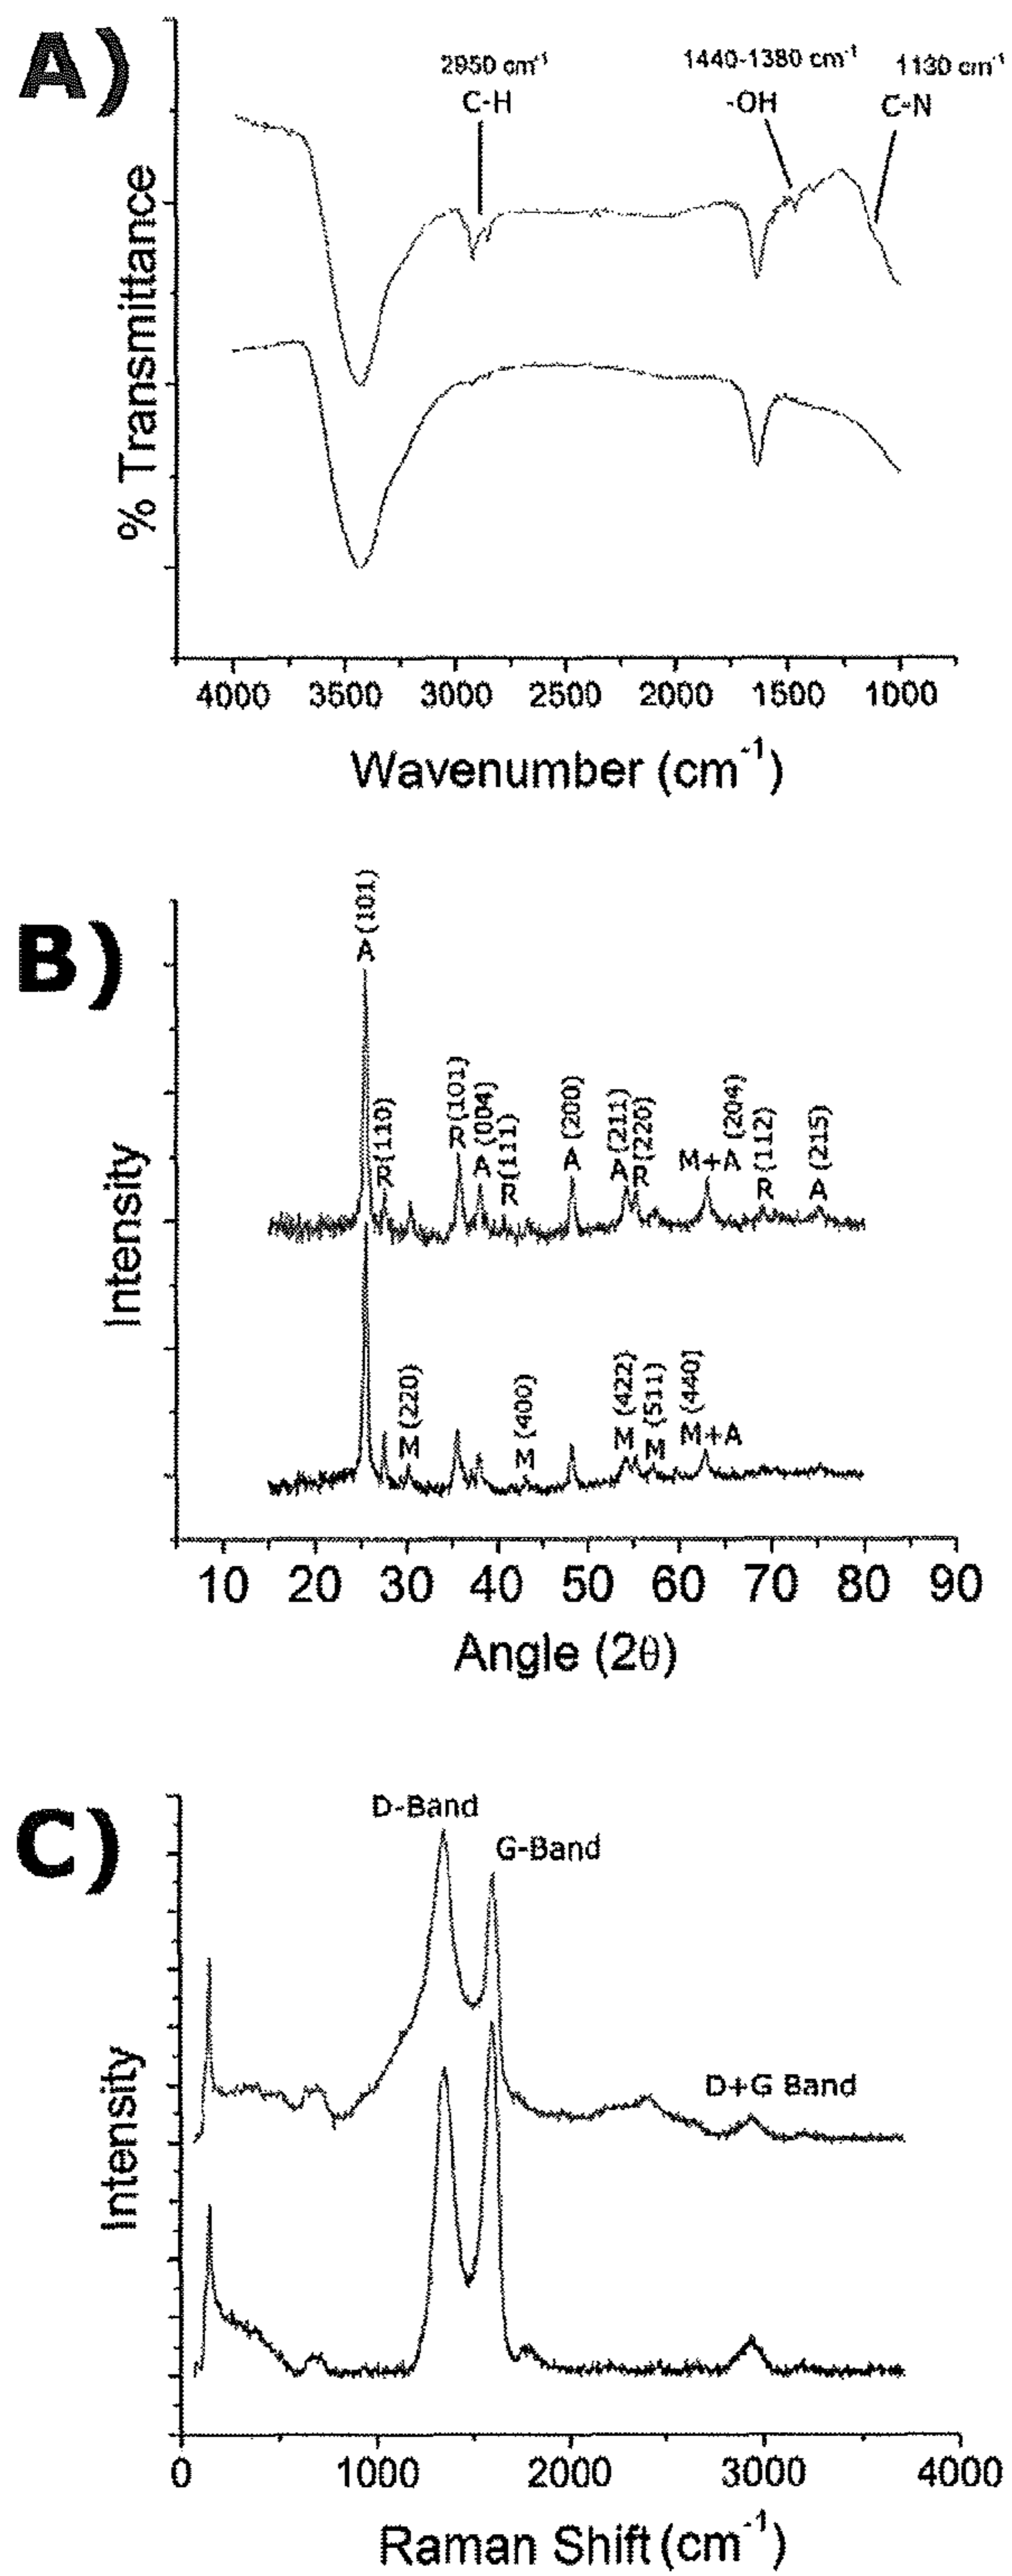 A)
2950 cm-1
1440-1380 cm-1
1130 cm-1
C-H
-OH
C-N
% Transmittance
4000 3500 3000 2500 2000 1500 1000
Wavenumber (cm-1)
B)
A (101)
R (110)
R (101)
A (004)
R (111)
A (200)
A (211)
R (220)
M+A (204)
R (112)
A (215)
M (220)
M (400)
M (422)
M (511)
M+A (440)
Intensity
10 20 30 40 50 60 70 80 90
Angle (2θ)
C)
D-Band
G-Band
D+G Band
Intensity
0 1000 2000 3000 4000
Raman Shift (cm-1)